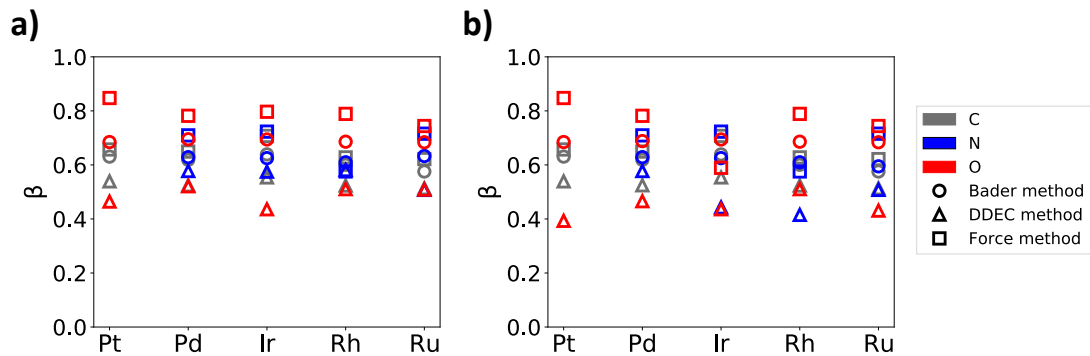 a)
1.0
0.8
0.6
0.4
0.2
0.0
β
Pt Pd Ir Rh Ru
b)
1.0
0.8
0.6
0.4
0.2
0.0
β
Pt Pd Ir Rh Ru
C
N
O
Bader method
DDEC method
Force method